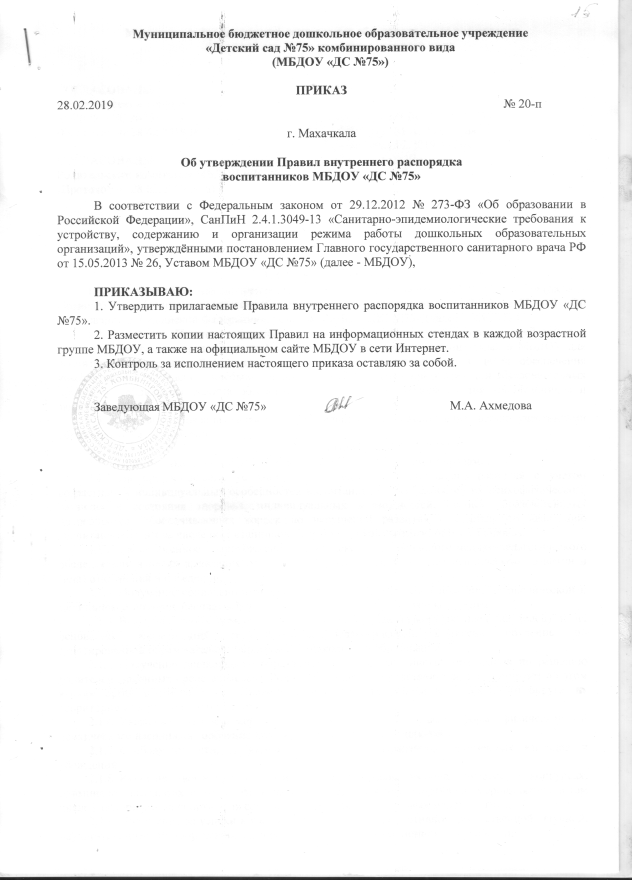 Муниципальное бюджетное дошкольное образовательное учреждение
«Детский сад №75» комбинированного вида
(МБДОУ «ДС №75»)
ПРИКАЗ
28.02.2019 № 20-п
г. Махачкала
Об утверждении Правил внутреннего распорядка
воспитанников МБДОУ «ДС №75»
В соответствии с Федеральным законом от 29.12.2012 № 273-ФЗ «Об образовании в
Российской Федерации», СанПиН 2.4.1.3049-13 «Санитарно-эпидемиологические требования к
устройству, содержанию и организации режима работы дошкольных образовательных
организаций», утверждёнными постановлением Главного государственного санитарного врача РФ
от 15.05.2013 № 26, Уставом МБДОУ «ДС №75» (далее - МБДОУ),
ПРИКАЗЫВАЮ:
1. Утвердить прилагаемые Правила внутреннего распорядка воспитанников МБДОУ «ДС
№75».
2. Разместить копии настоящих Правил на информационных стендах в каждой возрастной
группе МБДОУ, а также на официальном сайте МБДОУ в сети Интернет.
3. Контроль за исполнением настоящего приказа оставляю за собой.
Заведующая МБДОУ «ДС №75» М.А. Ахмедова